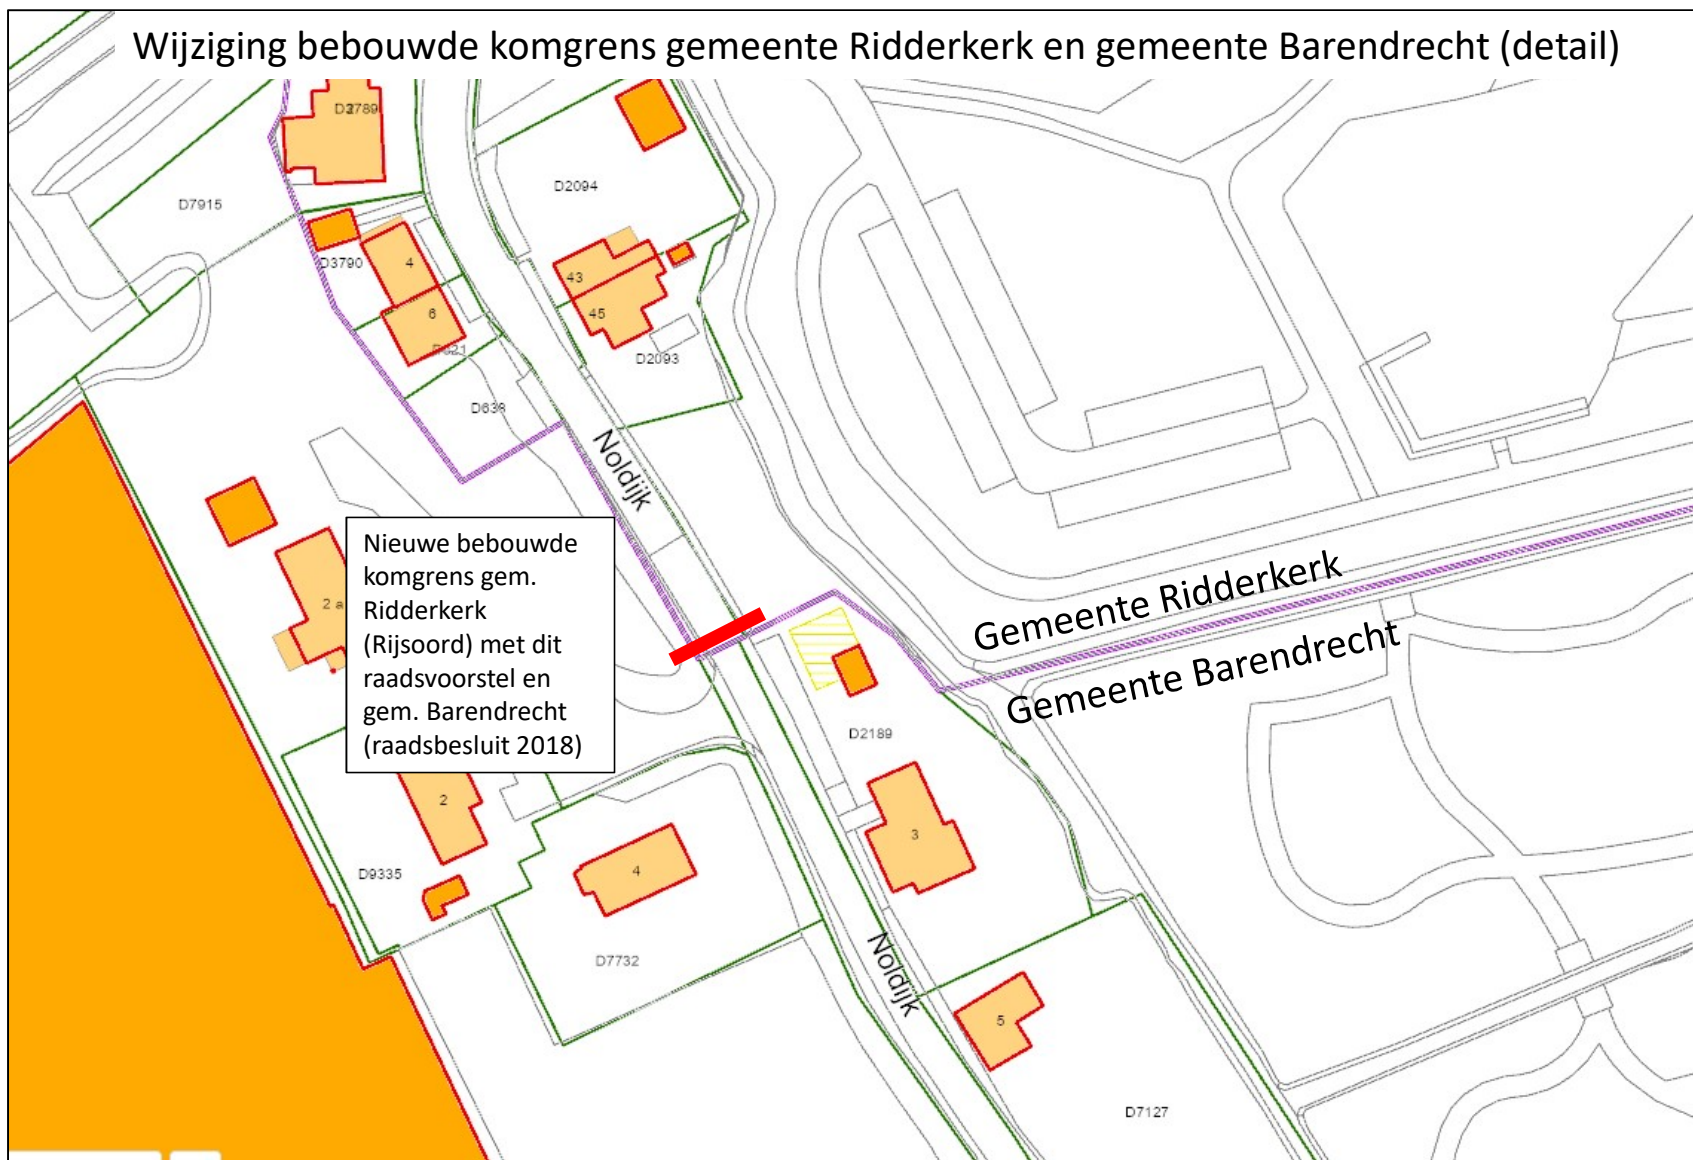 Wijziging bebouwde komgrens gemeente Ridderkerk en gemeente Barendrecht (detail)
D7915
D2094
D3790
4
6
43
45
D2093
D638
Noldijk
Nieuwe bebouwde
komgrens gem.
Ridderkerk
(Rijsoord) met dit
raadsvoorstel en
gem. Barendrecht
(raadsbesluit 2018)
2 a
Gemeente Ridderkerk
Gemeente Barendrecht
D2189
2
3
4
D9335
D7732
Noldijk
5
D7127